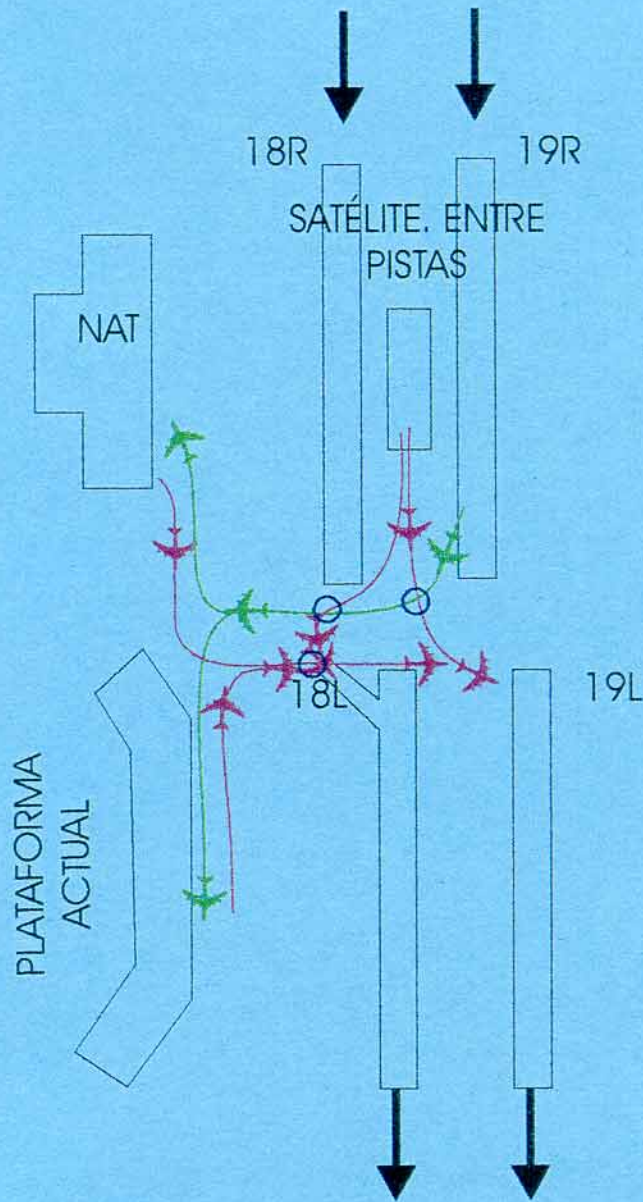 18R
19R
SATÉLITE. ENTRE
PISTAS
NAT
18L
19L
PLATAFORMA
ACTUAL